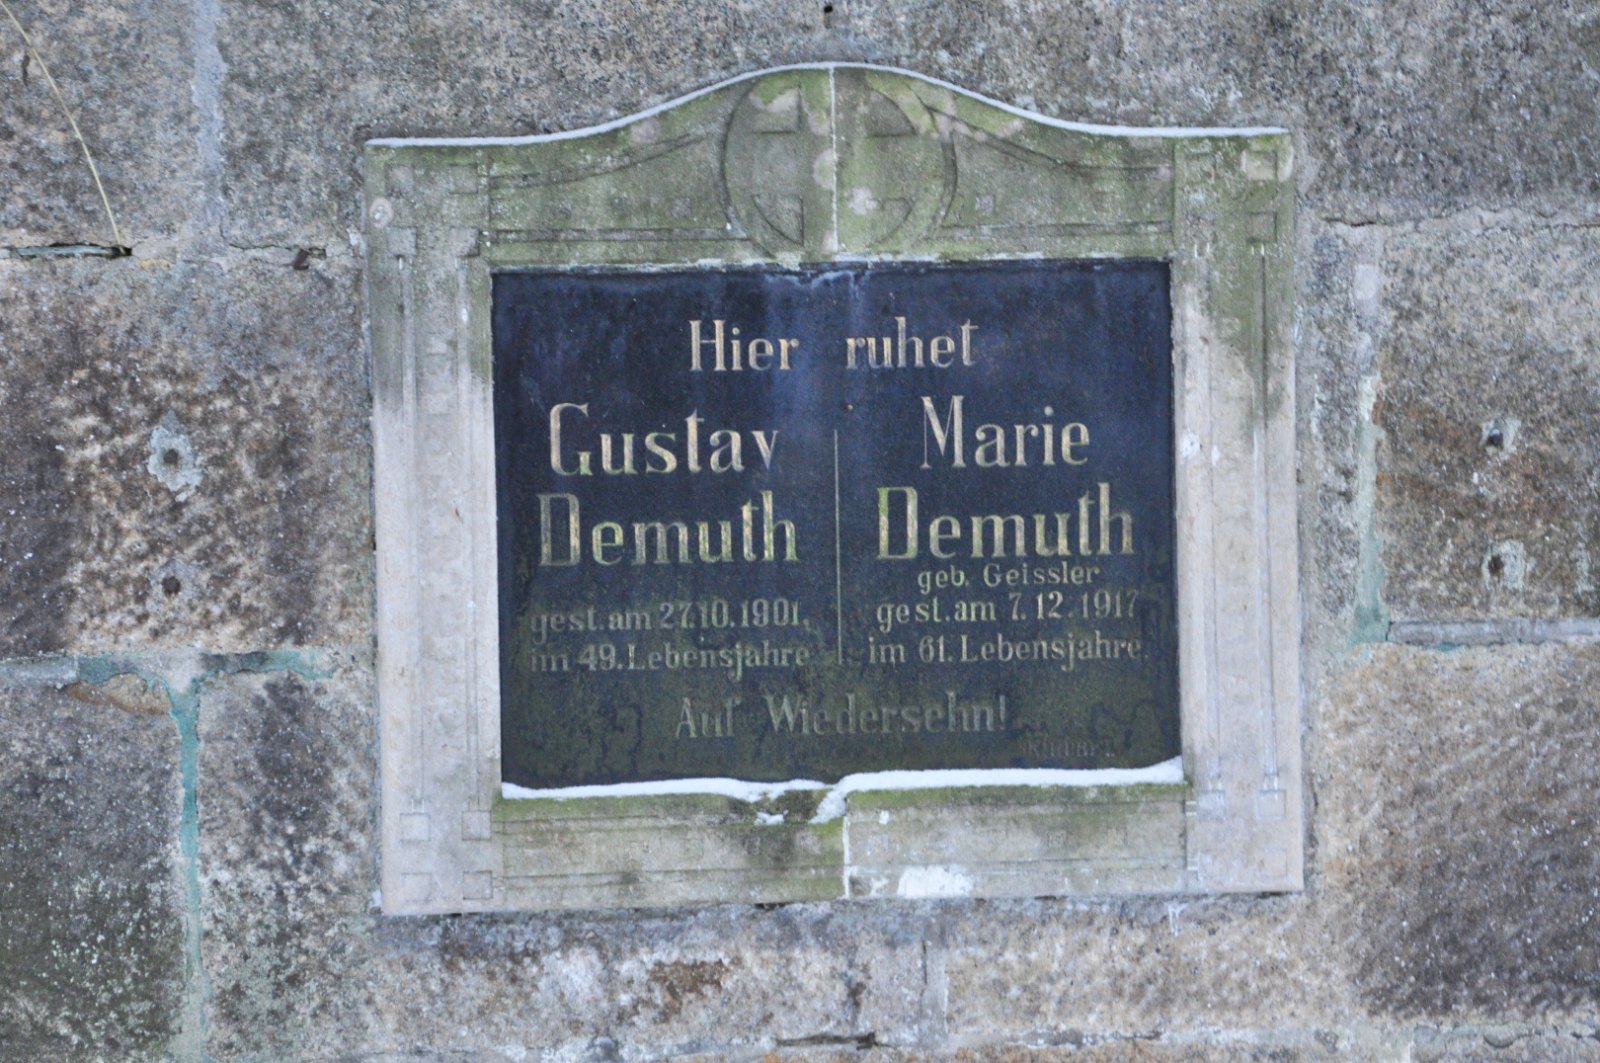 Hier ruhet
Gustav
Demuth
gest. am 27.10.1901,
im 49. Lebensjahre
Marie
Demuth
geb. Geissler
gest. am 7.12.1917
im 61. Lebensjahre.
Auf Wiedersehn!